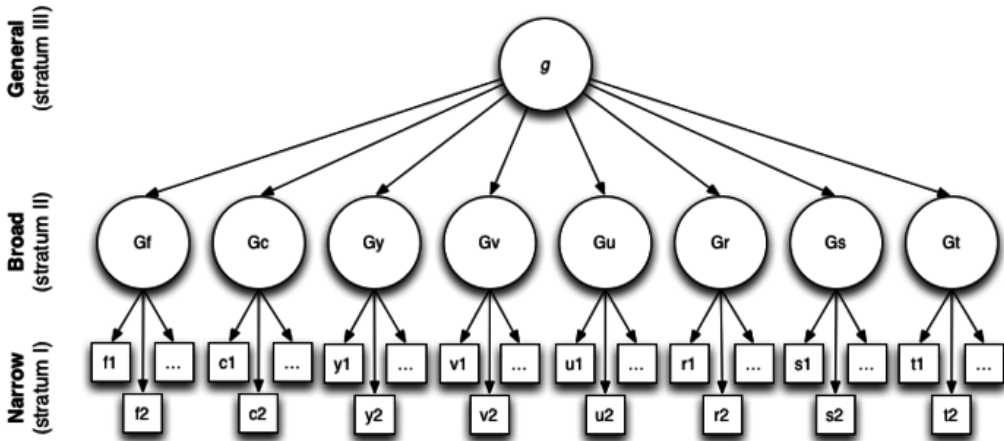 General
(stratum III)
g
Broad
(stratum II)
Gf Gc Gy Gv Gu Gr Gs Gt
Narrow
(stratum I)
f1 ... c1 ... y1 ... v1 ... u1 ... r1 ... s1 ... t1 ...
f2 c2 y2 v2 u2 r2 s2 t2